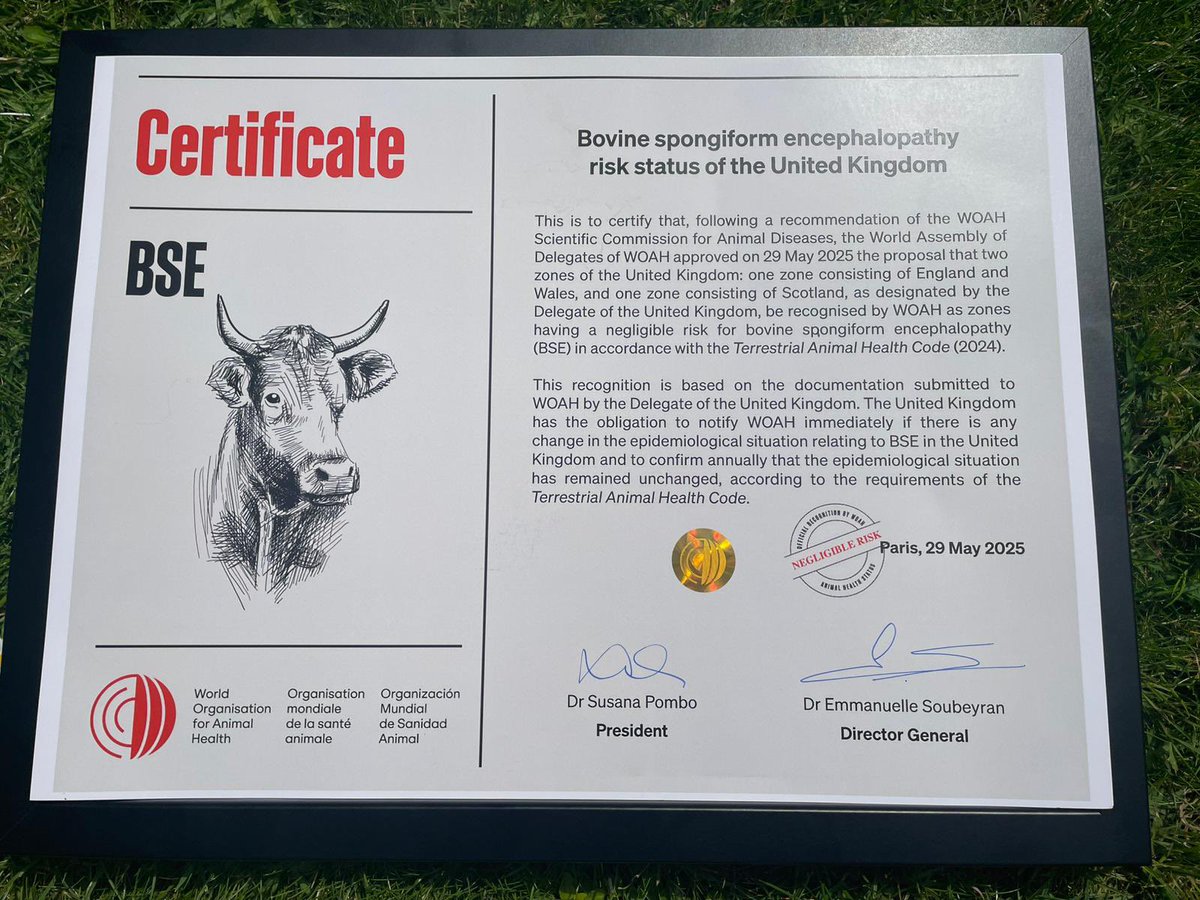 Certificate
BSE
World
Organisation
for Animal
Health
Organisation
mondiale
de la santé
animale
Organización
Mundial
de Sanidad
Animal
Bovine spongiform encephalopathy
risk status of the United Kingdom
This is to certify that, following a recommendation of the WOAH
Scientific Commission for Animal Diseases, the World Assembly of
Delegates of WOAH approved on 29 May 2025 the proposal that two
zones of the United Kingdom: one zone consisting of England and
Wales, and one zone consisting of Scotland, as designated by the
Delegate of the United Kingdom, be recognised by WOAH as zones
having a negligible risk for bovine spongiform encephalopathy
(BSE) in accordance with the Terrestrial Animal Health Code (2024).
This recognition is based on the documentation submitted to
WOAH by the Delegate of the United Kingdom. The United Kingdom
has the obligation to notify WOAH immediately if there is any
change in the epidemiological situation relating to BSE in the United
Kingdom and to confirm annually that the epidemiological situation
has remained unchanged, according to the requirements of the
Terrestrial Animal Health Code.
OFFICIAL RECOGNITION BY WOAH
NEGLIGIBLE RISK
ANIMAL HEALTH STATUS
Paris, 29 May 2025
Dr Susana Pombo
President
Dr Emmanuelle Soubeyran
Director General